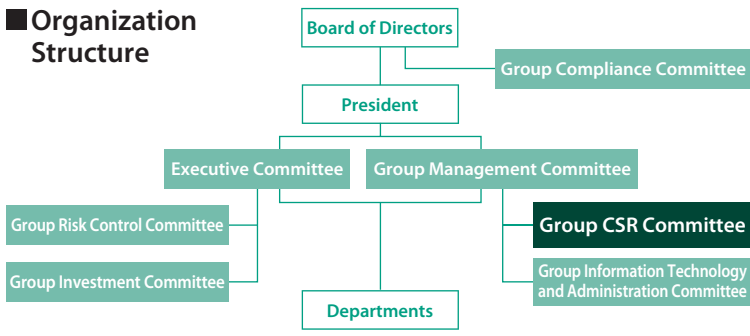 ■Organization
Structure
Board of Directors
Group Compliance Committee
President
Executive Committee
Group Management Committee
Group Risk Control Committee
Group CSR Committee
Group Investment Committee
Group Information Technology
and Administration Committee
Departments